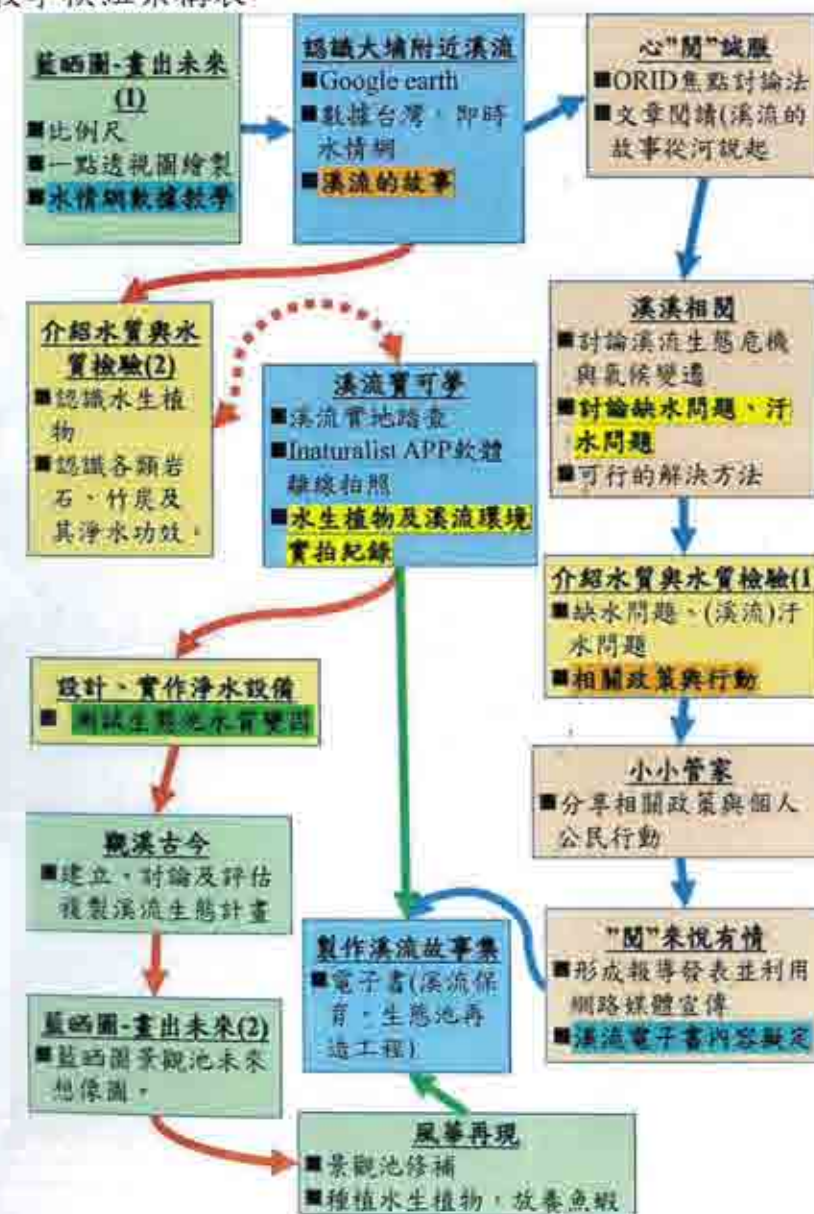 藍晒圖-畫出未來
(1)
■比例尺
■一點透視圖繪製
■水情網數據教學
認識大埔附近溪流
■Google earth
■數據台灣，即時
水情網
■溪流的故事
心"閱"誠服
■ORID焦點討論法
■文章閱讀(溪流的
故事從河說起
介紹水質與水
質檢驗(2)
■認識水生植
物
■認識各類岩
石、竹炭及
其淨水功效。
溪流寶可夢
■溪流實地踏查
■Inaturalist APP軟體
離線拍照
■水生植物及溪流環境
實拍紀錄
溪溪相閱
■討論溪流生態危機
與氣候變遷
■討論缺水問題、汙
水問題
■可行的解決方法
介紹水質與水質檢驗(1
■缺水問題、(溪流)汙
水問題
■相關政策與行動
設計、實作淨水設備
■ 測試生態池水質變因
小小管家
■分享相關政策與個人
公民行動
觀溪古今
■建立，討論及評估
複製溪流生態計畫
製作溪流故事集
■電子書(溪流保
育，生態池再
造工程)
"閱"來悅有情
■形成報導發表並利用
網路媒體宣傳
■溪流電子書內容擬定
藍晒圖-畫出未來(2)
■藍晒圖景觀池未來
想像圖。
風華再現
■景觀池修補
■種植水生植物，放養魚蝦